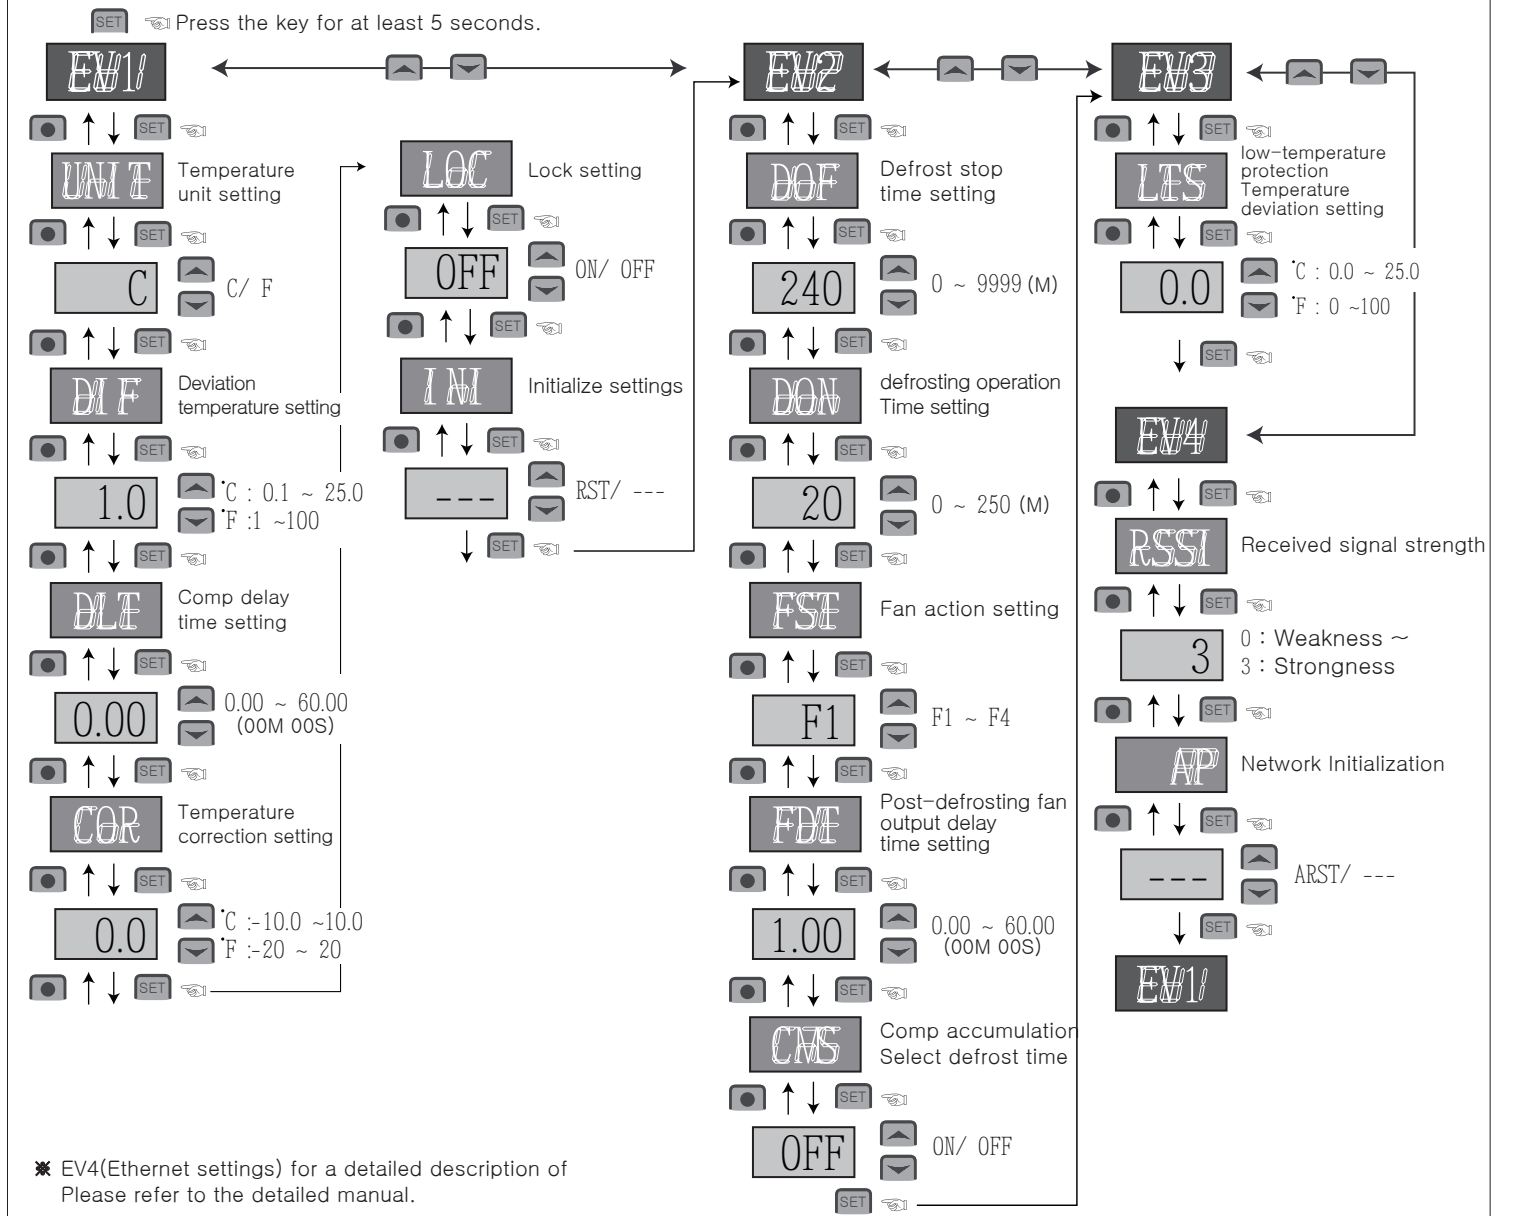 SET ☜ Press the key for at least 5 seconds.
EV1
SET
UNIT
Temperature
unit setting
SET
C
C/ F
SET
DIF
Deviation
temperature setting
SET
1.0
°C : 0.1 ~ 25.0
°F :1 ~100
SET
DLT
Comp delay
time setting
SET
0.00
0.00 ~ 60.00
(00M 00S)
SET
COR
Temperature
correction setting
SET
0.0
°C :-10.0 ~10.0
°F :-20 ~ 20
SET
LOC
Lock setting
SET
OFF
ON/ OFF
SET
INI
Initialize settings
SET
---
RST/ ---
SET
EV2
SET
DOF
Defrost stop
time setting
SET
240
0 ~ 9999 (M)
SET
DON
defrosting operation
Time setting
SET
20
0 ~ 250 (M)
SET
FST
Fan action setting
SET
F1
F1 ~ F4
SET
FDT
Post-defrosting fan
output delay
time setting
SET
1.00
0.00 ~ 60.00
(00M 00S)
SET
CMS
Comp accumulation
Select defrost time
SET
OFF
ON/ OFF
SET
EV3
SET
LTS
low-temperature
protection
Temperature
deviation setting
SET
0.0
°C : 0.0 ~ 25.0
°F : 0 ~100
SET
EV4
SET
RSSI
Received signal strength
SET
3
0 : Weakness ~
3 : Strongness
SET
AP
Network Initialization
SET
---
ARST/ ---
SET
EV1
※ EV4(Ethernet settings) for a detailed description of
Please refer to the detailed manual.